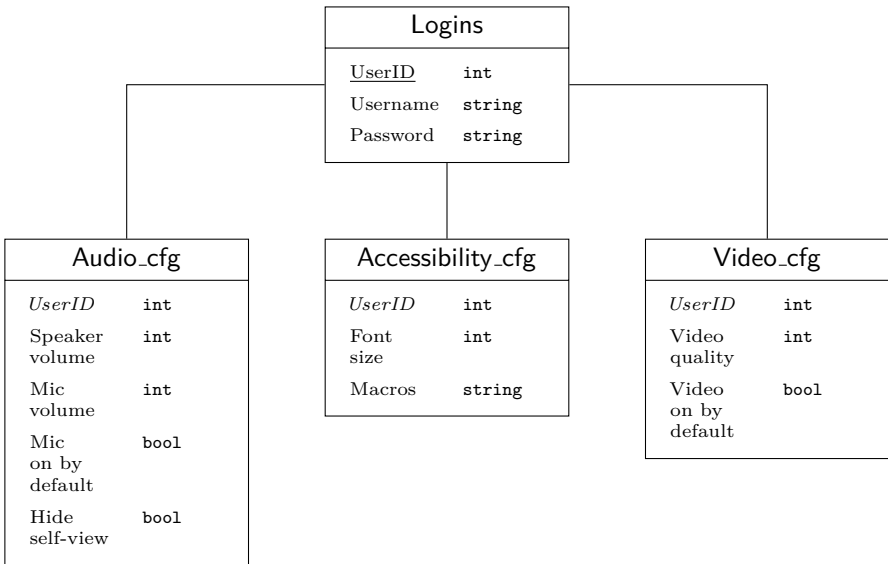 Logins
UserID int
Username string
Password string
Audio_cfg
UserID int
Speaker int
volume
Mic int
volume
Mic bool
on by
default
Hide bool
self-view
Accessibility_cfg
UserID int
Font int
size
Macros string
Video_cfg
UserID int
Video int
quality
Video bool
on by
default